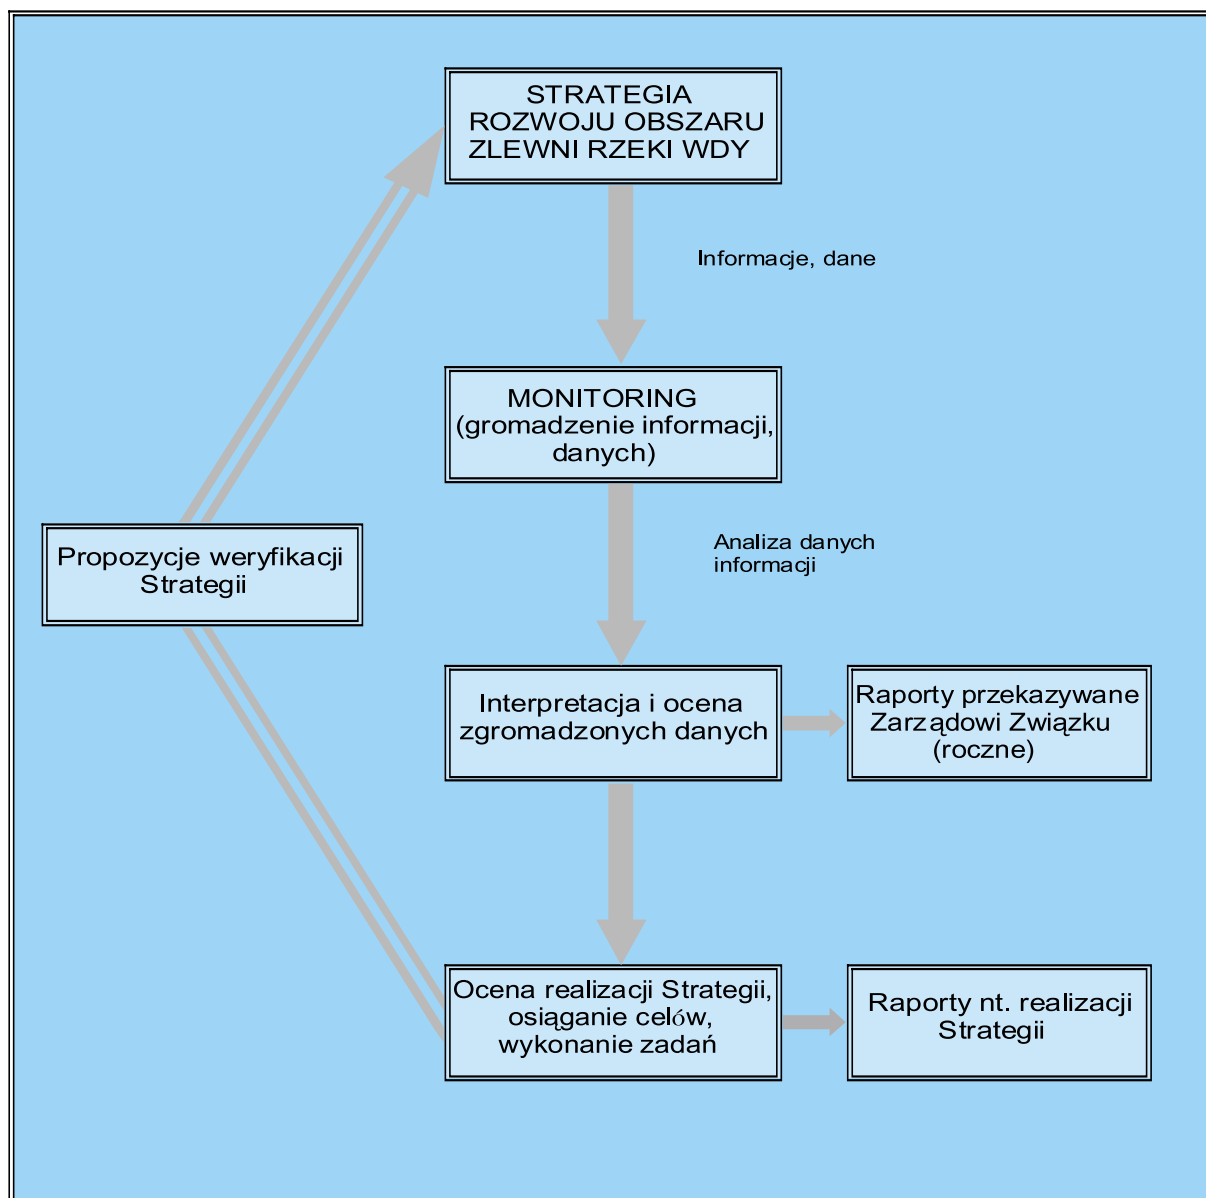 STRATEGIA
ROZWOJU OBSZARU
ZLEWNI RZEKI WDY
Informacje, dane
MONITORING
(gromadzenie informacji,
danych)
Analiza danych
informacji
Propozycje weryfikacji
Strategii
Interpretacja i ocena
zgromadzonych danych
Raporty przekazywane
Zarządowi Związku
(roczne)
Ocena realizacji Strategii,
osiąganie celów,
wykonanie zadań
Raporty nt. realizacji
Strategii